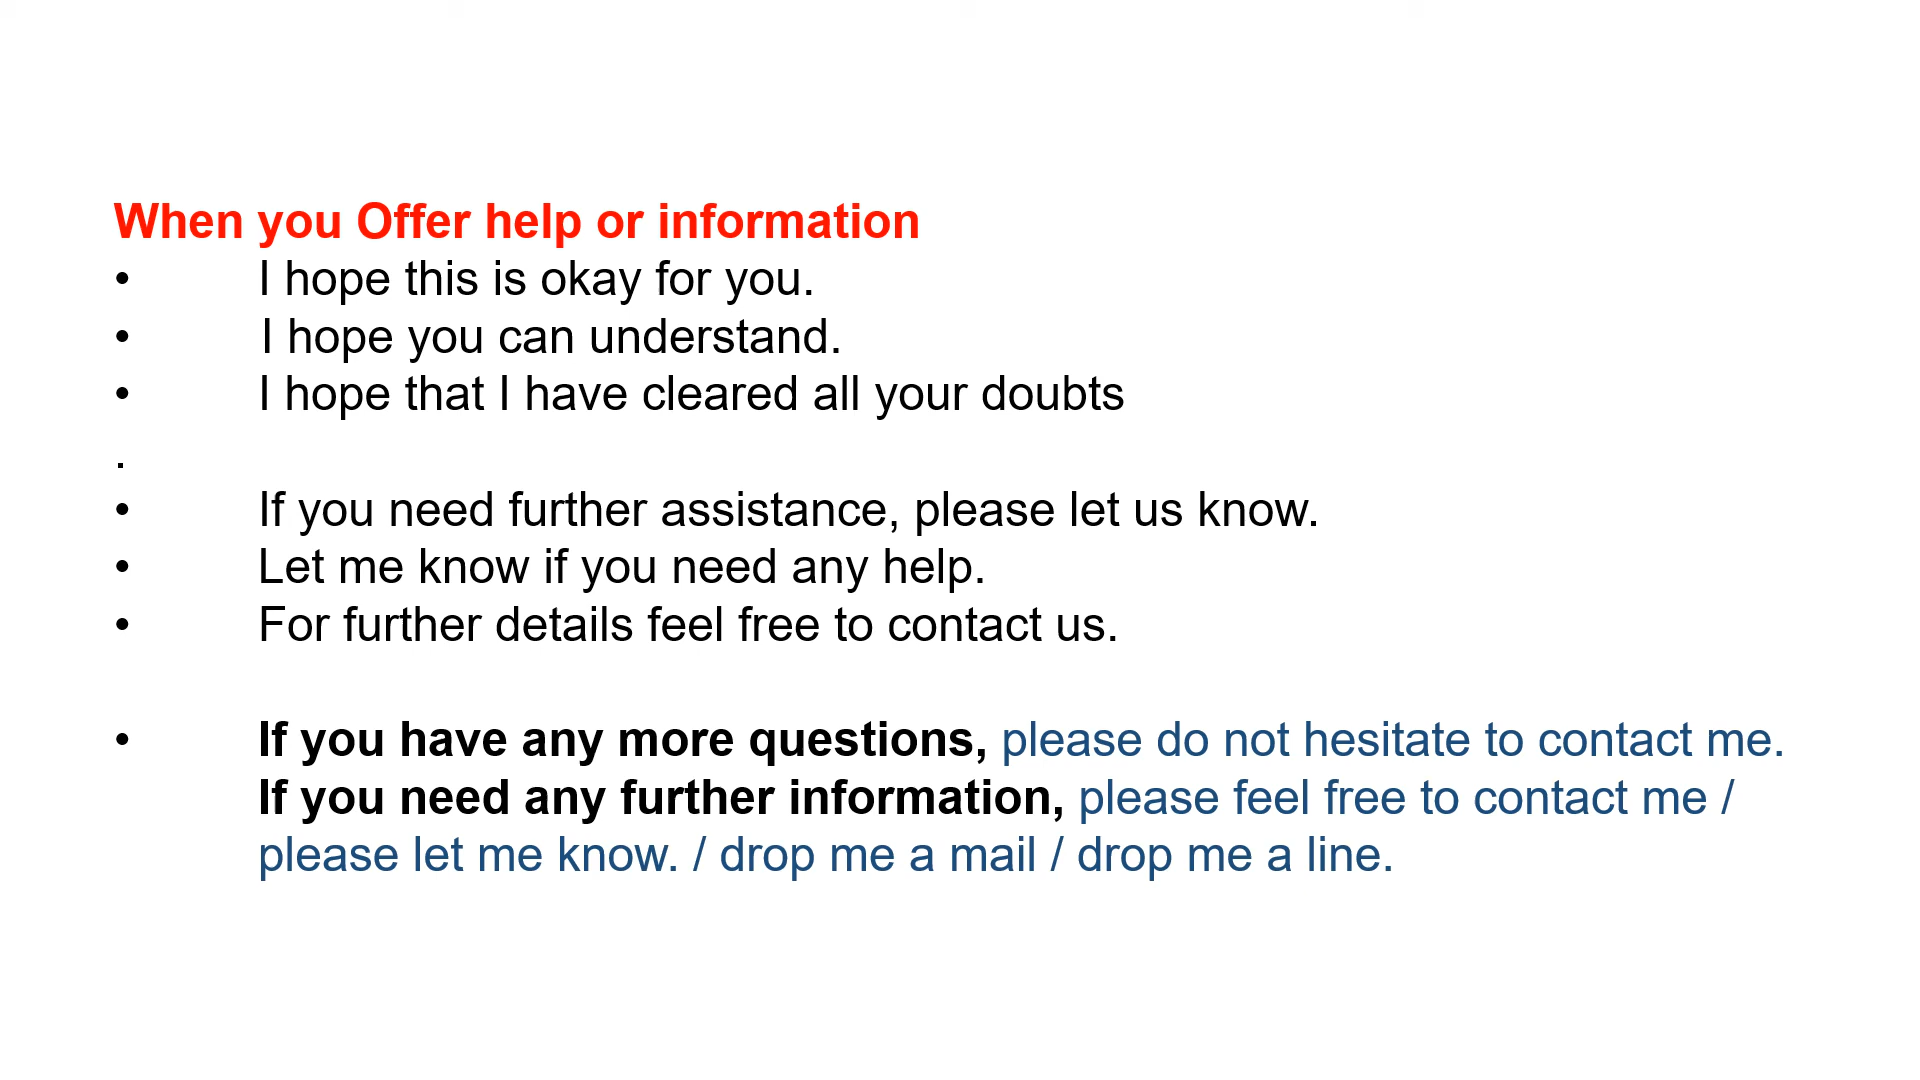 When you Offer help or information
• I hope this is okay for you.
• I hope you can understand.
• I hope that I have cleared all your doubts
.
• If you need further assistance, please let us know.
• Let me know if you need any help.
• For further details feel free to contact us.
• If you have any more questions, please do not hesitate to contact me.
If you need any further information, please feel free to contact me /
please let me know. / drop me a mail / drop me a line.